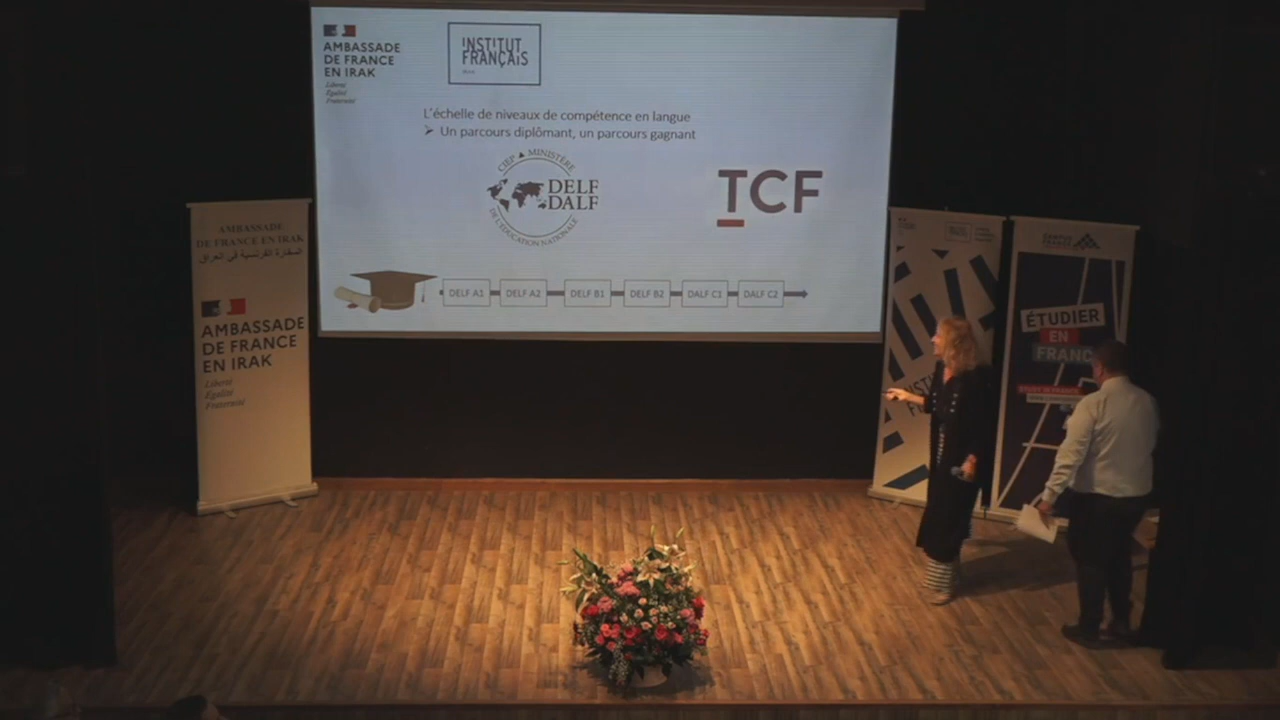 AMBASSADE
DE FRANCE
EN IRAK
Liberté
Égalité
Fraternité
INSTITUT
FRANÇAIS
L'échelle de niveaux de compétence en langue
➢ Un parcours diplômant, un parcours gagnant
CIEP ▲ MINISTÈRE
DELF
DALF
DE L'ÉDUCATION NATIONALE
TCF
DELF A1
DELF A2
DELF B1
DELF B2
DALF C1
DALF C2
AMBASSADE
DE FRANCE EN IRAK
السفارة الفرنسية في العراق
AMBASSADE
DE FRANCE
EN IRAK
Liberté
Égalité
Fraternité
CAMPUS
FRANCE
ÉTUDIER
EN
FRANC